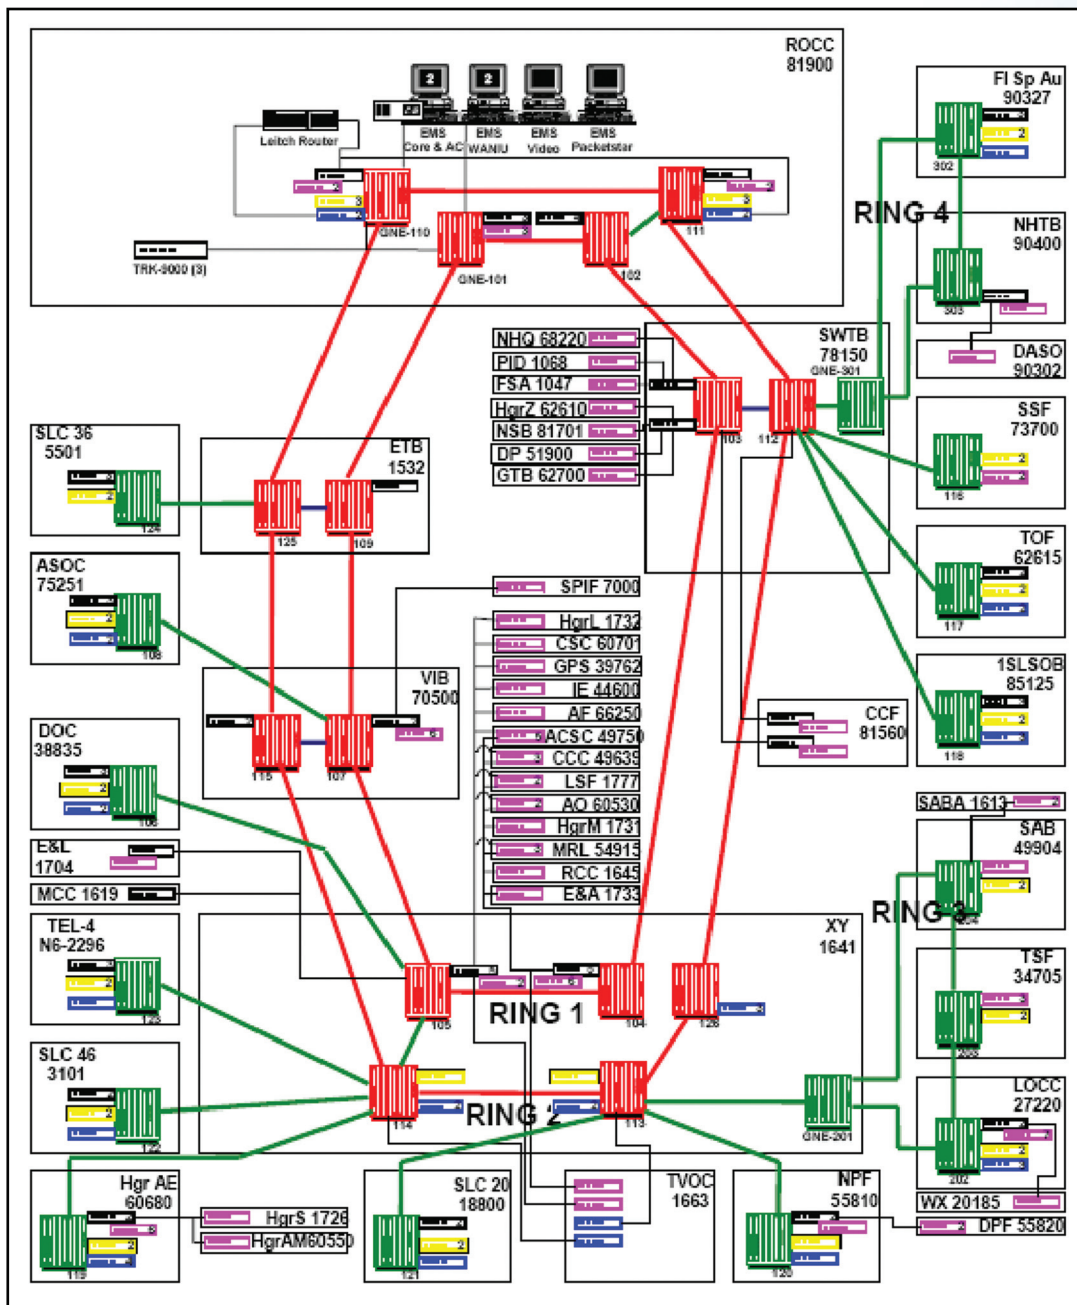 ROCC
81900
2
2
Leitch Router
EMS
Core & AC
EMS
WANIU
EMS
Video
EMS
Packetstar
GNE-110
111
GNE-101
102
TRK-9000 (3)
FI Sp Au
90327
302
RING 4
NHTB
90400
303
DASO
90302
NHQ 68220
PID 1068
FSA 1047
HgrZ 62610
NSB 81701
DP 51900
GTB 62700
SWTB
78150
GNE-301
103
112
SSF
73700
116
SLC 36
5501
124
ETB
1532
125
109
TOF
62615
117
ASOC
75251
108
SPIF 7000
HgrL 1732
CSC 60701
GPS 39762
IE 44600
AF 66250
ACSC 49750
CCC 49635
LSF 1777
AO 60530
HgrM 1731
MRL 54915
RCC 1645
E&A 1733
VIB
70500
115
107
1SLSOB
85125
118
CCF
81560
DOC
38835
106
E&L
1704
MCC 1619
SABA 1613
SAB
49904
204
RING 3
TEL-4
N6-2296
123
XY
1641
105
RING 1
104
126
TSF
34705
203
SLC 46
3101
122
114
RING 2
113
GNE-201
LOCC
27220
202
WX 20185
Hgr AE
60680
119
HgrS 1726
HgrAM60550
SLC 20
18800
121
TVOC
1663
NPF
55810
120
DPF 55820